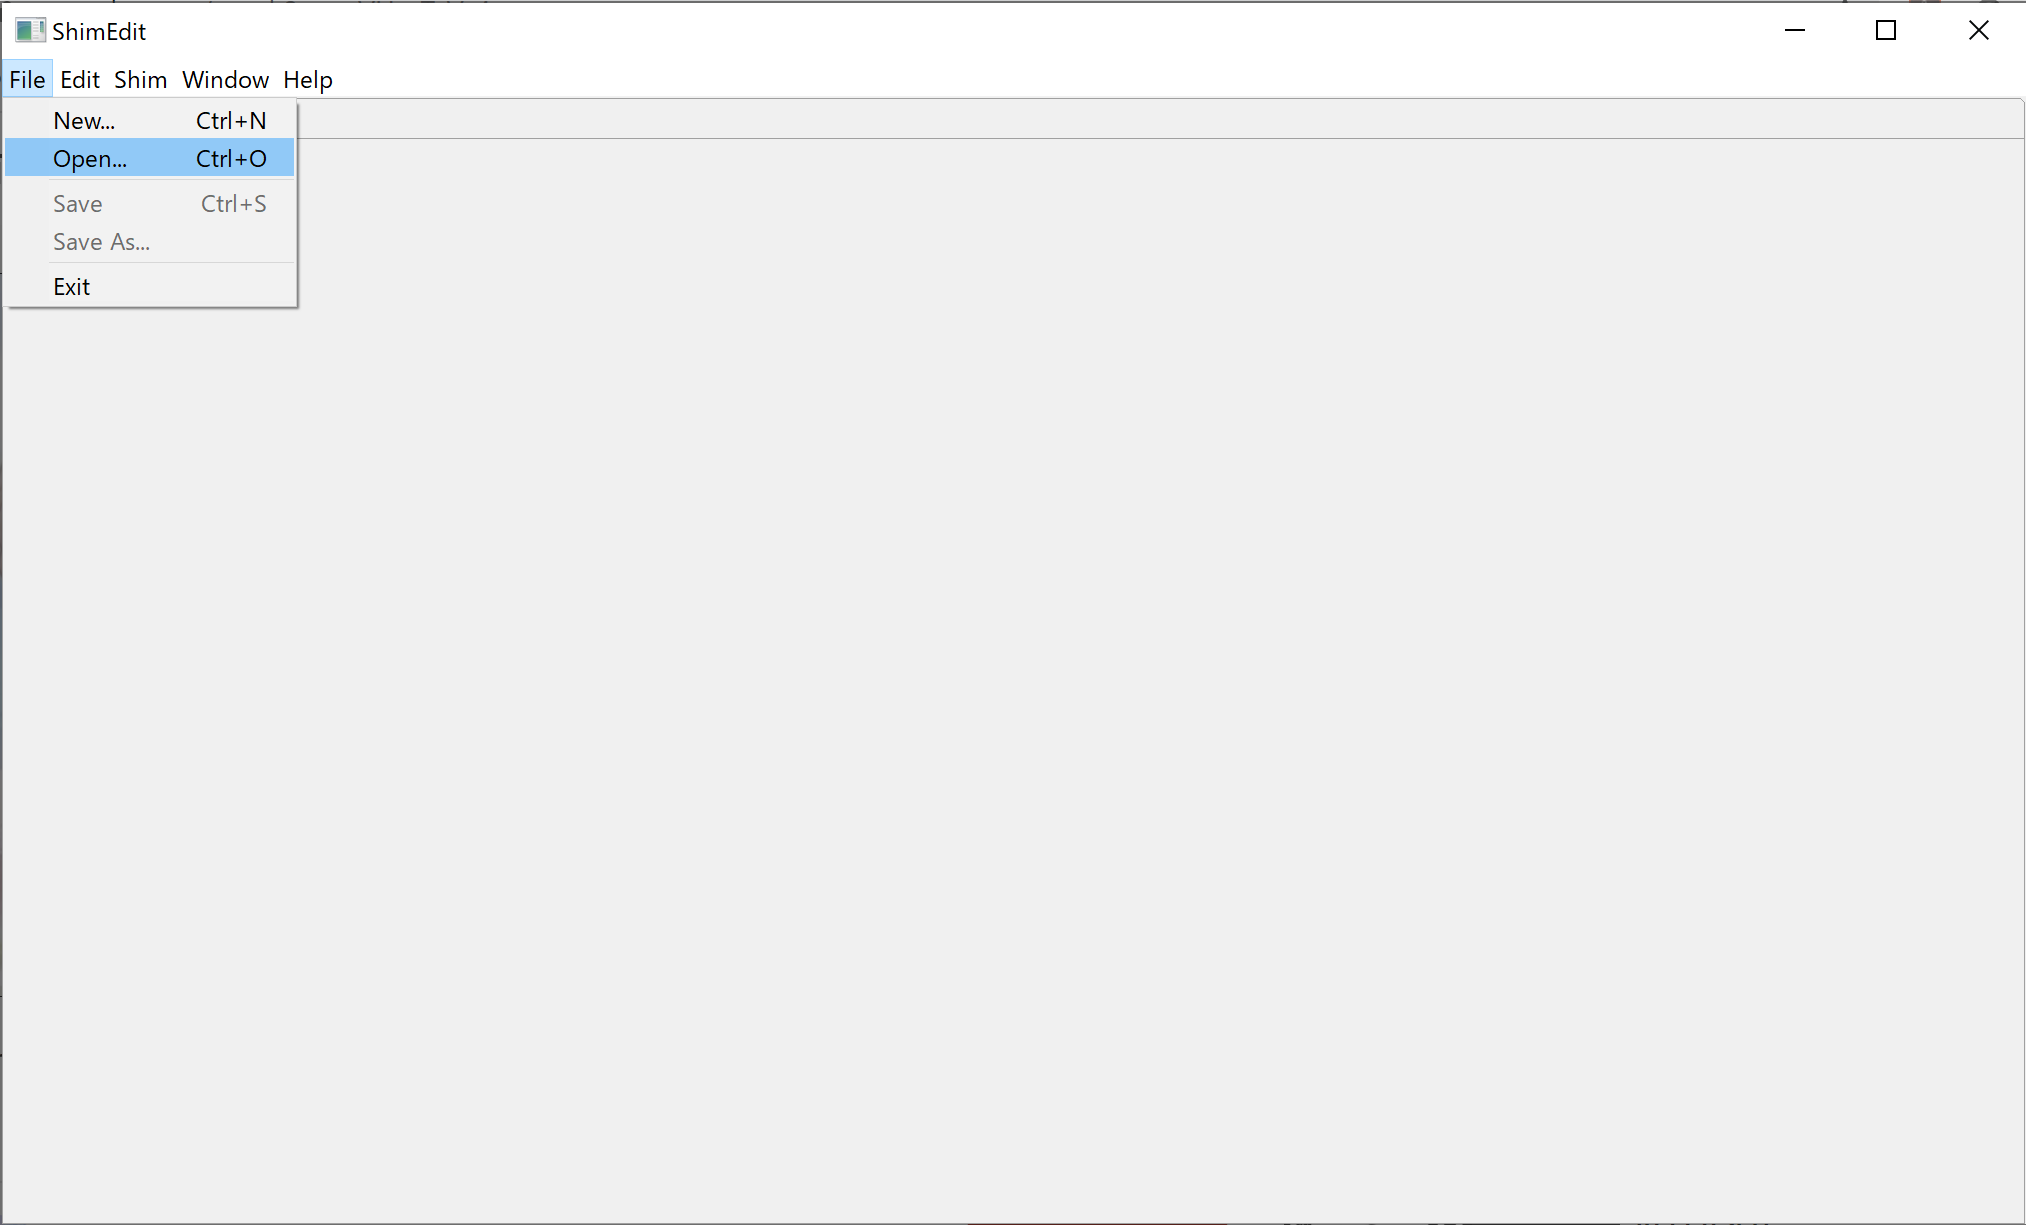 ShimEdit
File Edit Shim Window Help
New... Ctrl+N
Open... Ctrl+O
Save Ctrl+S
Save As...
Exit